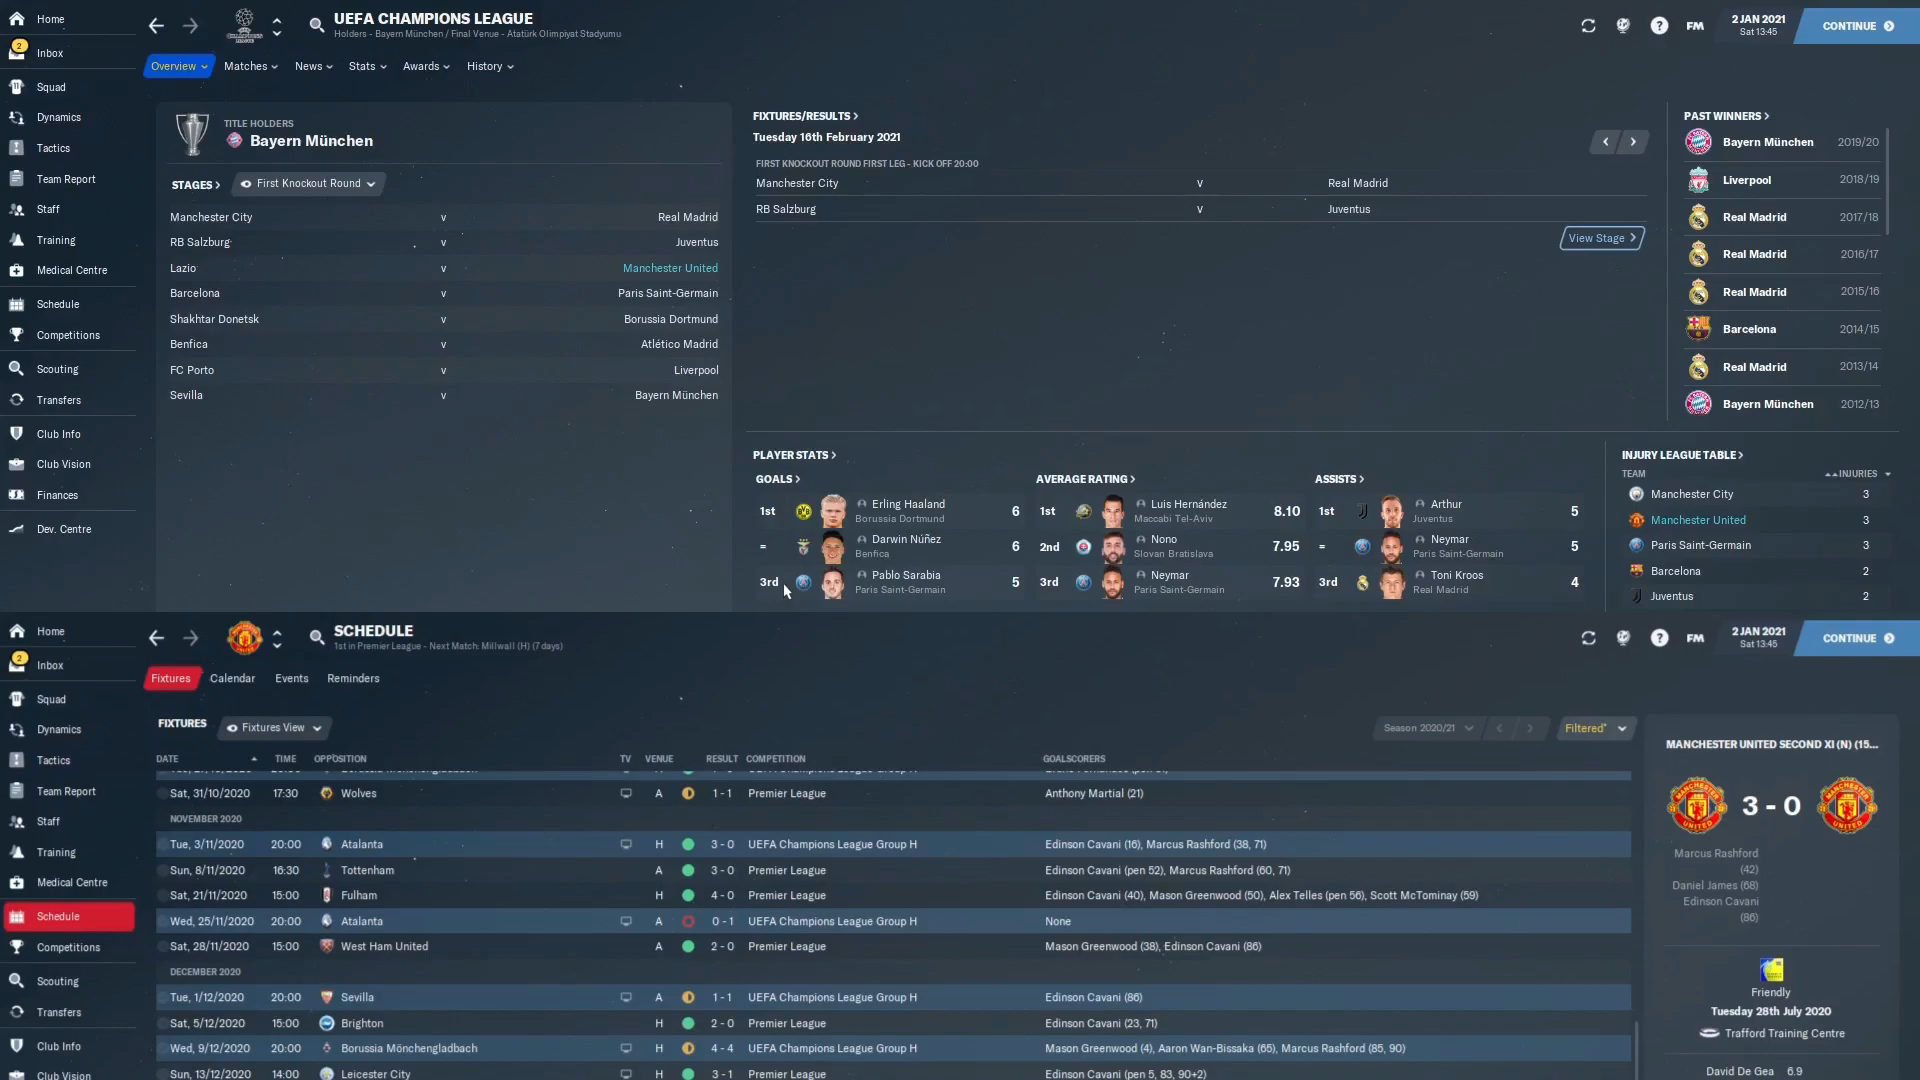 Home
2
Inbox
Squad
Dynamics
Tactics
Team Report
Staff
Training
Medical Centre
Schedule
Competitions
Scouting
Transfers
Club Info
Club Vision
Finances
Dev. Centre
UEFA CHAMPIONS LEAGUE
Holders - Bayern München / Final Venue - Atatürk Olimpiyat Stadyumu
? FM 2 JAN 2021
Sat 13:45
CONTINUE
Overview Matches News Stats Awards History
TITLE HOLDERS
Bayern München
STAGES > First Knockout Round
Manchester City v Real Madrid
RB Salzburg v Juventus
Lazio v Manchester United
Barcelona v Paris Saint-Germain
Shakhtar Donetsk v Borussia Dortmund
Benfica v Atlético Madrid
FC Porto v Liverpool
Sevilla v Bayern München
FIXTURES/RESULTS >
Tuesday 16th February 2021
FIRST KNOCKOUT ROUND FIRST LEG - KICK OFF 20:00
Manchester City v Real Madrid
RB Salzburg v Juventus
View Stage >
PAST WINNERS >
Bayern München 2019/20
Liverpool 2018/19
Real Madrid 2017/18
Real Madrid 2016/17
Real Madrid 2015/16
Barcelona 2014/15
Real Madrid 2013/14
Bayern München 2012/13
PLAYER STATS >
GOALS >
1st Erling Haaland 6
Borussia Dortmund
= Darwin Núñez 6
Benfica
3rd Pablo Sarabia 5
Paris Saint-Germain
AVERAGE RATING >
1st Luis Hernández 8.10
Maccabi Tel-Aviv
2nd Nono 7.95
Slovan Bratislava
3rd Neymar 7.93
Paris Saint-Germain
ASSISTS >
1st Arthur 5
Juventus
= Neymar 5
Paris Saint-Germain
3rd Toni Kroos 4
Real Madrid
INJURY LEAGUE TABLE >
TEAM INJURIES
Manchester City 3
Manchester United 3
Paris Saint-Germain 3
Barcelona 2
Juventus 2
Home
2
Inbox
Squad
Dynamics
Tactics
Team Report
Staff
Training
Medical Centre
Schedule
Competitions
Scouting
Transfers
Club Info
Club Vision
SCHEDULE
1st in Premier League - Next Match: Millwall (H) (7 days)
? FM 2 JAN 2021
Sat 13:45
CONTINUE
Fixtures Calendar Events Reminders
FIXTURES Fixtures View Season 2020/21 Filtered*
DATE TIME OPPOSITION TV VENUE RESULT COMPETITION GOALSCORERS
Sat, 31/10/2020 17:30 Wolves A 1 - 1 Premier League Anthony Martial (21)
NOVEMBER 2020
Tue, 3/11/2020 20:00 Atalanta H 3 - 0 UEFA Champions League Group H Edinson Cavani (16), Marcus Rashford (38, 71)
Sun, 8/11/2020 16:30 Tottenham A 3 - 0 Premier League Edinson Cavani (pen 52), Marcus Rashford (60, 71)
Sat, 21/11/2020 15:00 Fulham H 4 - 0 Premier League Edinson Cavani (40), Mason Greenwood (50), Alex Telles (pen 56), Scott McTominay (59)
Wed, 25/11/2020 20:00 Atalanta A 0 - 1 UEFA Champions League Group H None
Sat, 28/11/2020 15:00 West Ham United A 2 - 0 Premier League Mason Greenwood (38), Edinson Cavani (86)
DECEMBER 2020
Tue, 1/12/2020 20:00 Sevilla A 1 - 1 UEFA Champions League Group H Edinson Cavani (86)
Sat, 5/12/2020 15:00 Brighton H 2 - 0 Premier League Edinson Cavani (23, 71)
Wed, 9/12/2020 20:00 Borussia Mönchengladbach H 4 - 4 UEFA Champions League Group H Mason Greenwood (4), Aaron Wan-Bissaka (65), Marcus Rashford (85, 90)
Sun, 13/12/2020 14:00 Leicester City H 3 - 1 Premier League Edinson Cavani (pen 5, 83, 90+2)
MANCHESTER UNITED SECOND XI (N) (15...
3 - 0
Marcus Rashford
(42)
Daniel James (68)
Edinson Cavani
(86)
Friendly
Tuesday 28th July 2020
Trafford Training Centre
David De Gea 6.9